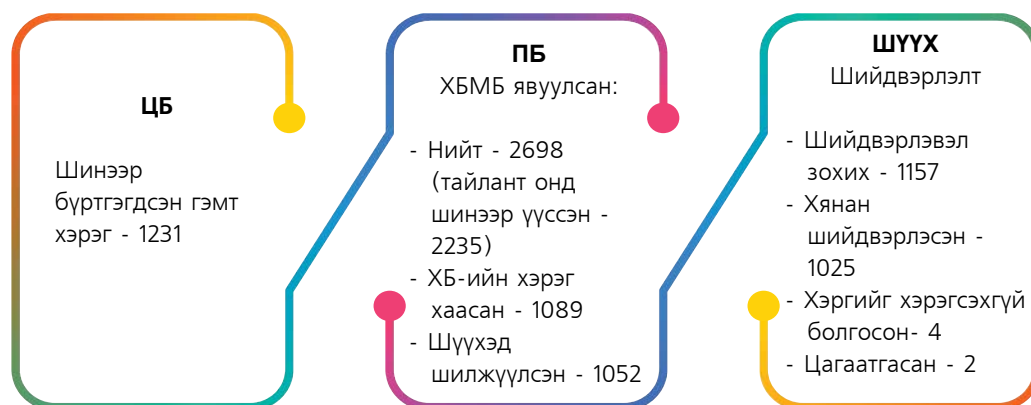 ЦБ
Шинээр
бүртгэгдсэн гэмт
хэрэг - 1231
ПБ
ХБМБ явуулсан:
- Нийт - 2698
(тайлант онд
шинээр үүссэн -
2235)
- ХБ-ийн хэрэг
хаасан - 1089
- Шүүхэд
шилжүүлсэн - 1052
ШҮҮХ
Шийдвэрлэлт
- Шийдвэрлэвэл
зохих - 1157
- Хянан
шийдвэрлэсэн -
1025
- Хэргийг хэрэгсэхгүй
болгосон- 4
- Цагаатгасан - 2